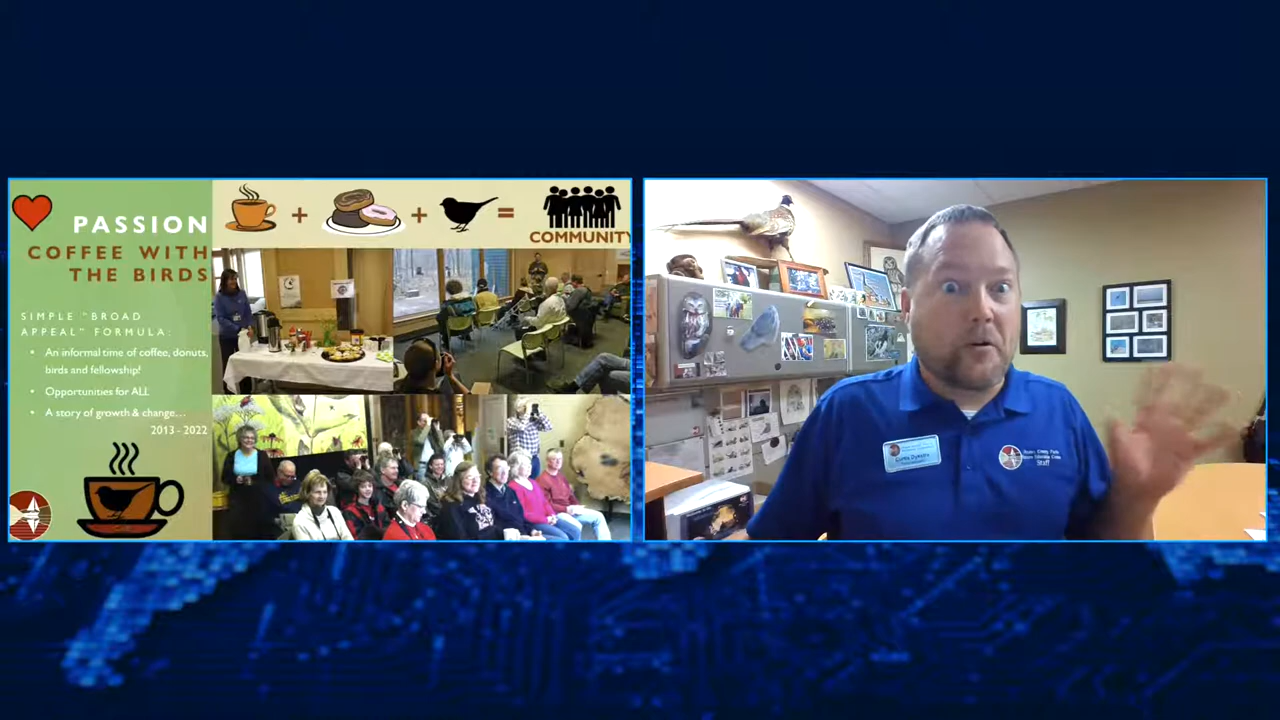 PASSION
COFFEE WITH
THE BIRDS
SIMPLE "BROAD
APPEAL" FORMULA:
• An informal time of coffee, donuts,
birds and fellowship!
• Opportunities for ALL
• A story of growth & change...
2013 - 2022
+ + =
COMMUNITY
Staff